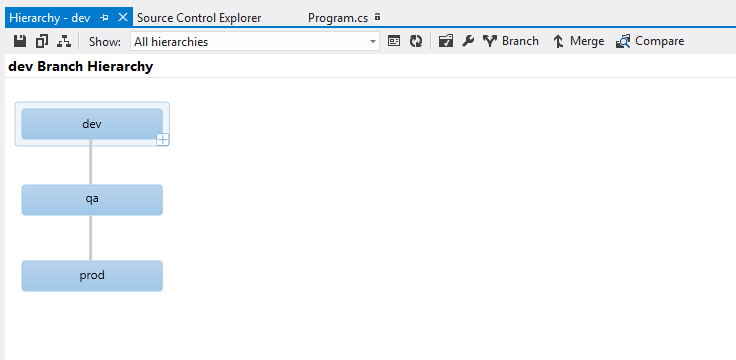 Hierarchy - dev Source Control Explorer Program.cs
Show: All hierarchies Branch Merge Compare
dev Branch Hierarchy
dev
qa
prod